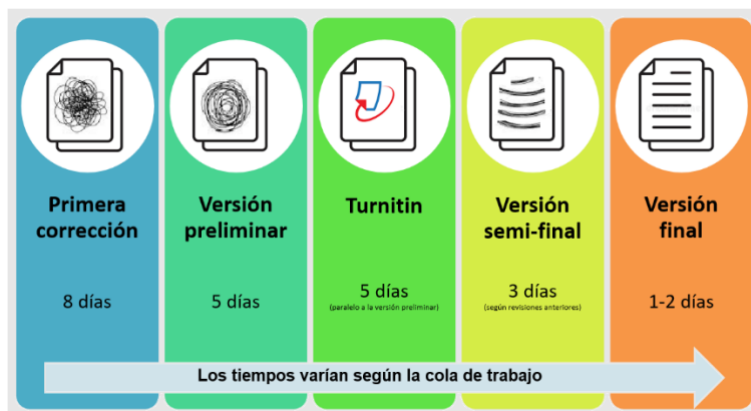 Primera
corrección
8 días
Versión
preliminar
5 días
Turnitin
5 días
(paralelo a la versión preliminar)
Versión
semi-final
3 días
(según revisiones anteriores)
Versión
final
1-2 días
Los tiempos varían según la cola de trabajo